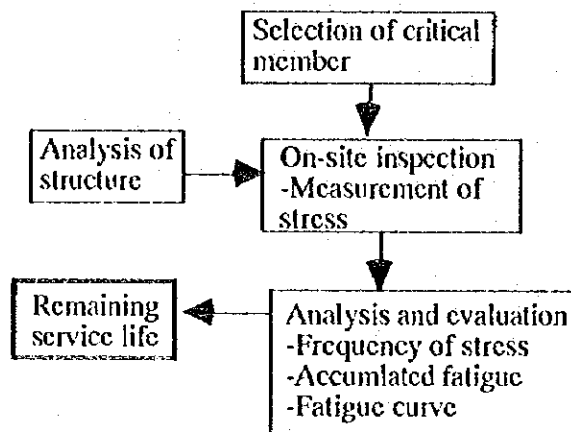 Selection of critical
member
Analysis of
structure
On-site inspection
-Measurement of
stress
Remaining
service life
Analysis and evaluation
-Frequency of stress
-Accumlated fatigue
-Fatigue curve